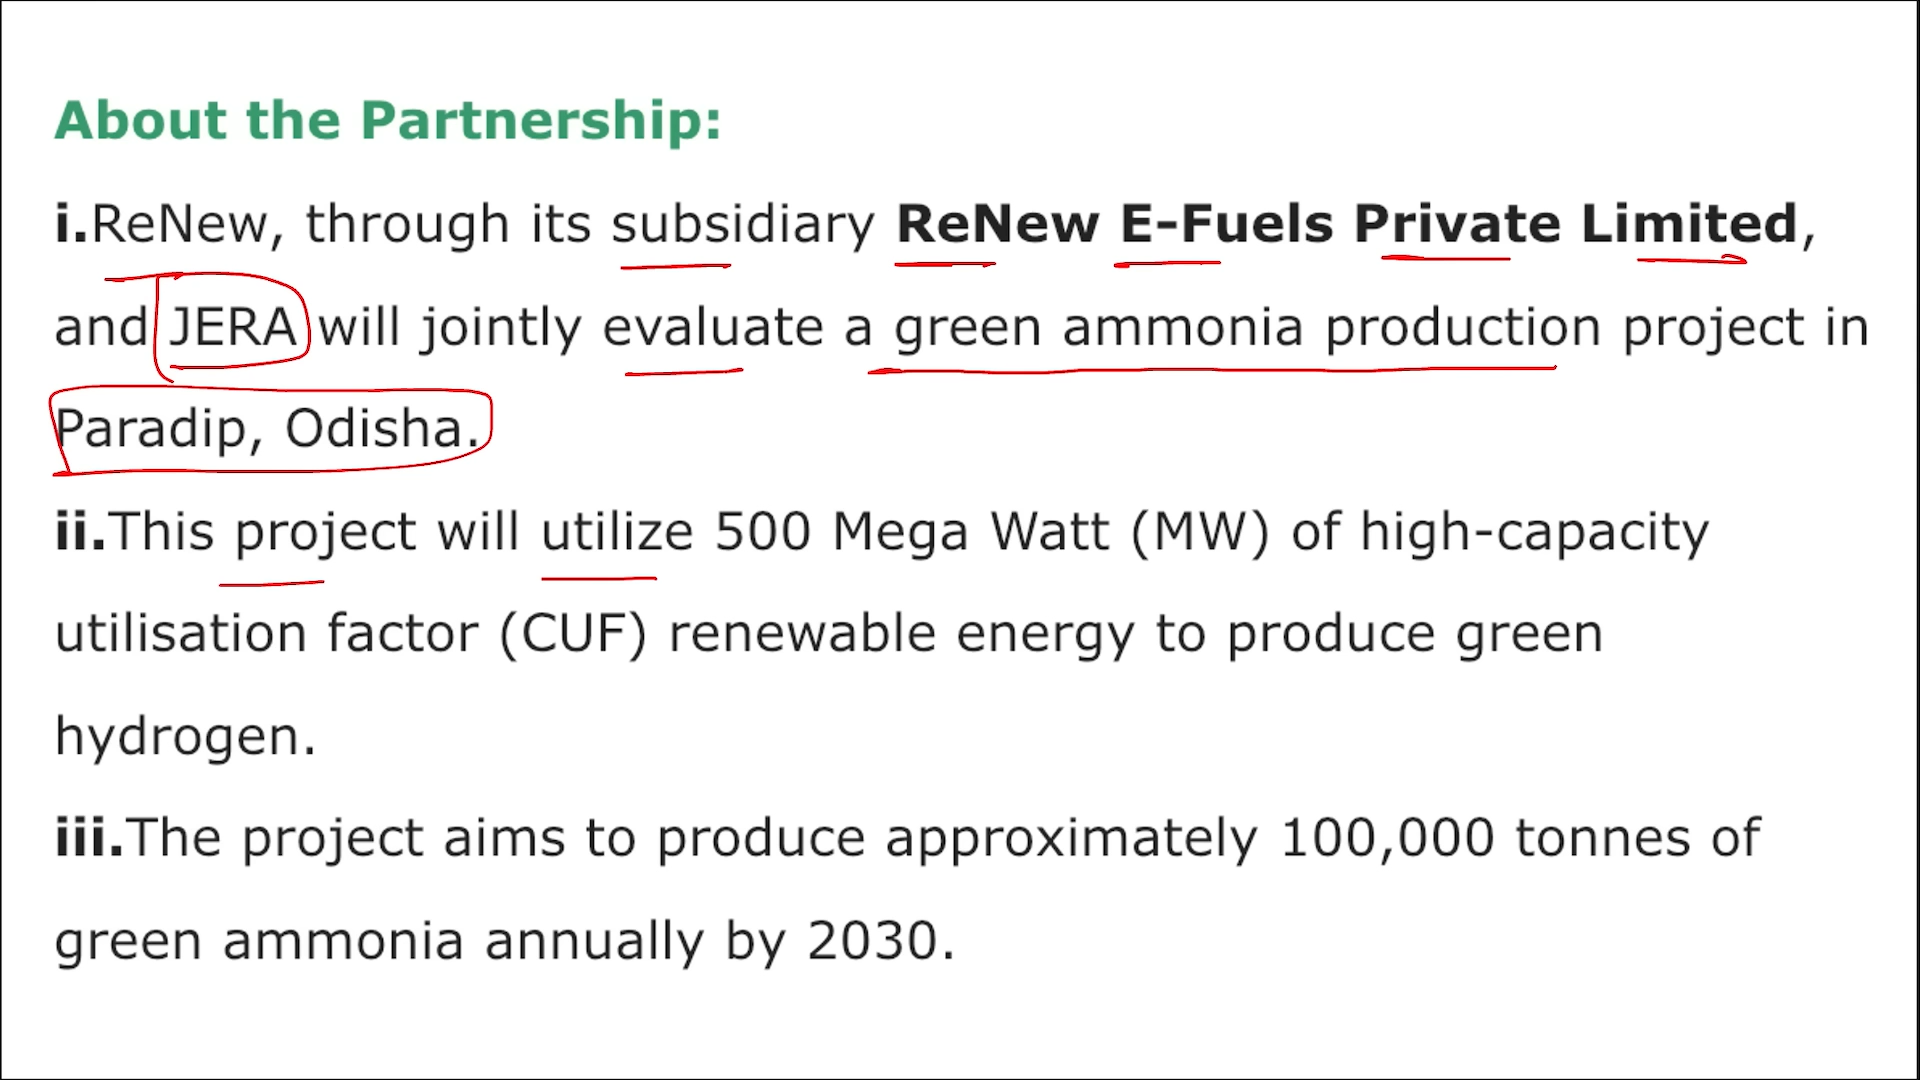 About the Partnership:
i.ReNew, through its subsidiary ReNew E-Fuels Private Limited,
and JERA will jointly evaluate a green ammonia production project in
Paradip, Odisha.
ii.This project will utilize 500 Mega Watt (MW) of high-capacity
utilisation factor (CUF) renewable energy to produce green
hydrogen.
iii.The project aims to produce approximately 100,000 tonnes of
green ammonia annually by 2030.